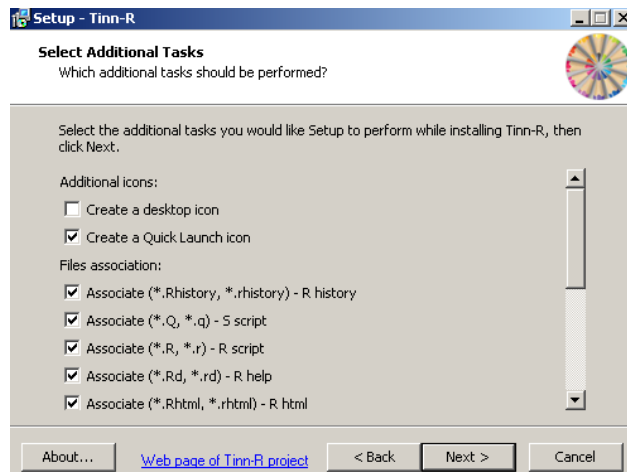 Setup - Tinn-R
Select Additional Tasks
Which additional tasks should be performed?
Select the additional tasks you would like Setup to perform while installing Tinn-R, then
click Next.
Additional icons:
Create a desktop icon
Create a Quick Launch icon
Files association:
Associate (*.Rhistory, *.rhistory) - R history
Associate (*.Q, *.q) - S script
Associate (*.R, *.r) - R script
Associate (*.Rd, *.rd) - R help
Associate (*.Rhtml, *.rhtml) - R html
About... Web page of Tinn-R project < Back Next > Cancel